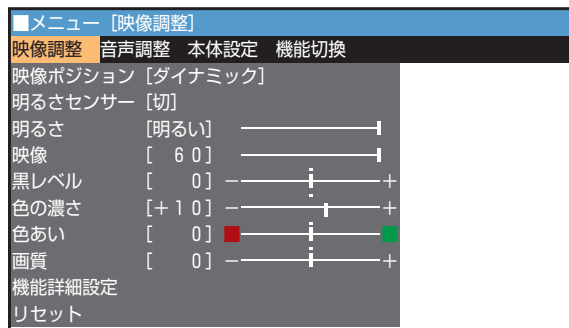 ■メニュー [映像調整]
映像調整 音声調整 本体設定 機能切換
映像ポジション [ダイナミック]
明るさセンサー [切]
明るさ [明るい]
映像 [ 60]
黒レベル [ 0] − +
色の濃さ [+10] − +
色あい [ 0]
画質 [ 0] − +
機能詳細設定
リセット